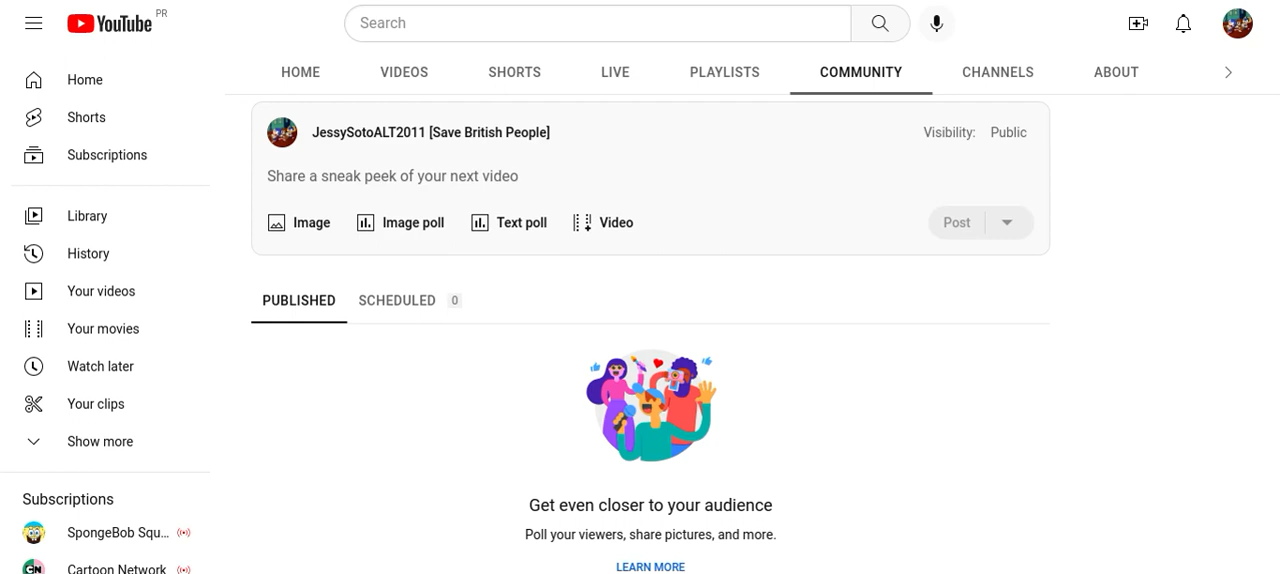 YouTube PR
Search
HOME VIDEOS SHORTS LIVE PLAYLISTS COMMUNITY CHANNELS ABOUT
Home
Shorts
Subscriptions
Library
History
Your videos
Your movies
Watch later
Your clips
Show more
Subscriptions
SpongeBob Squ...
CN Cartoon Network
JessySotoALT2011 [Save British People] Visibility: Public
Share a sneak peek of your next video
Image Image poll Text poll Video Post
PUBLISHED SCHEDULED 0
Get even closer to your audience
Poll your viewers, share pictures, and more.
LEARN MORE